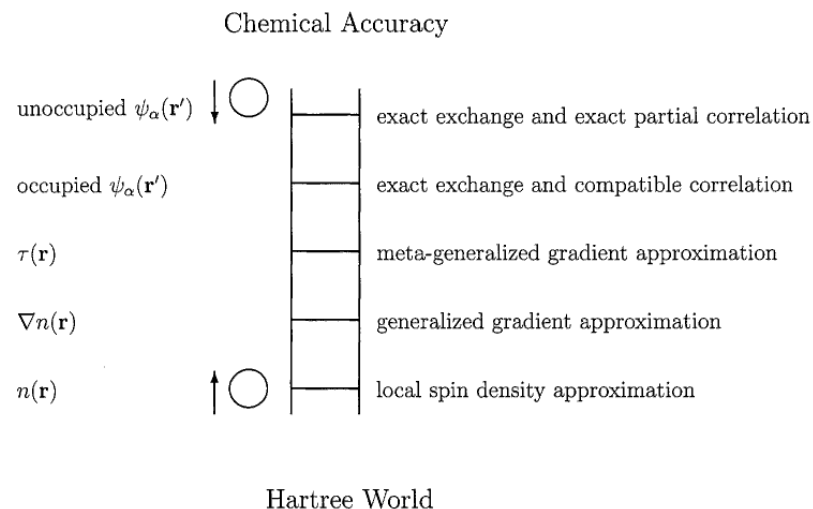 Chemical Accuracy
unoccupied ψα(r′) exact exchange and exact partial correlation
occupied ψα(r′) exact exchange and compatible correlation
τ(r) meta-generalized gradient approximation
∇n(r) generalized gradient approximation
n(r) local spin density approximation
Hartree World